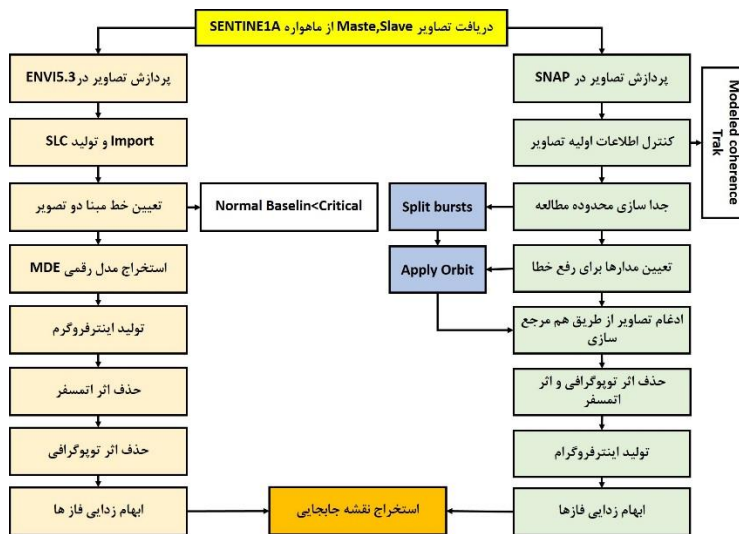 دریافت تصاویر Maste,Slave از ماهواره SENTINE1A
پردازش تصاویر در ENVI5.3
پردازش تصاویر در SNAP
Import و تولید SLC
کنترل اطلاعات اولیه تصاویر
Modeled coherence
Trak
تعیین خط مبنا دو تصویر
Normal Baselin<Critical
Split bursts
جدا سازی محدوده مطالعه
استخراج مدل رقمی MDE
Apply Orbit
تعیین مدارها برای رفع خطا
تولید اینترفروگرم
ادغام تصاویر از طریق هم مرجع
سازی
حذف اثر اتمسفر
حذف اثر توپوگرافی و اثر
اتمسفر
حذف اثر توپوگرافی
تولید اینترفروگرام
ابهام زدایی فاز ها
استخراج نقشه جابجایی
ابهام زدایی فازها